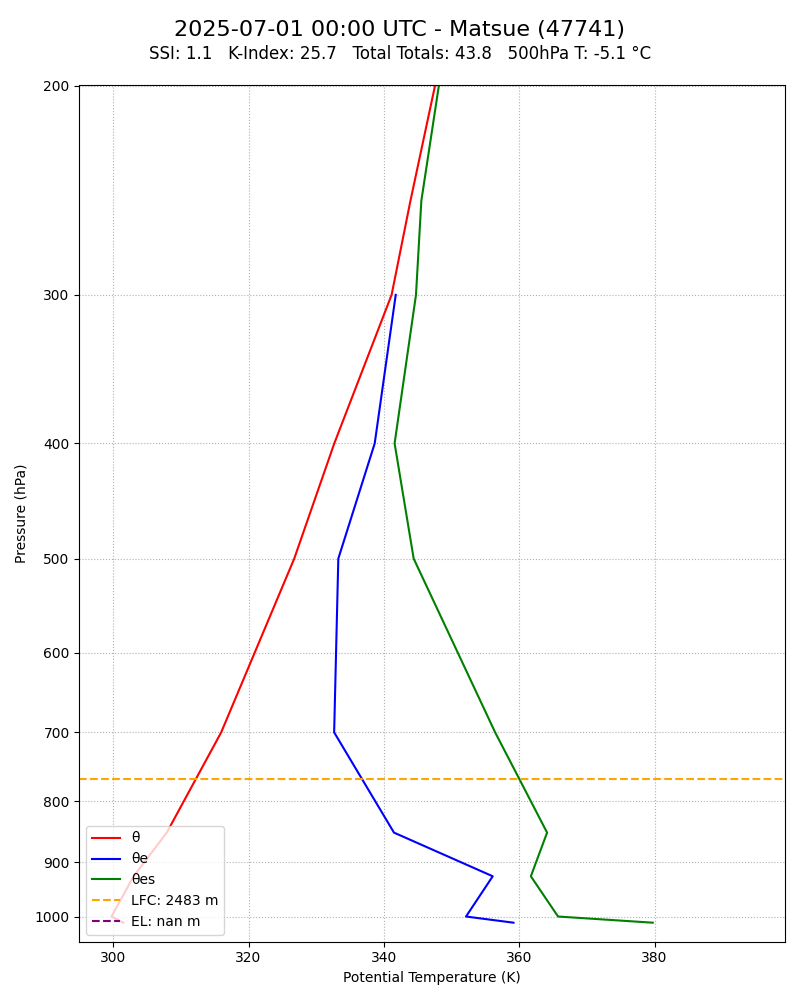 2025-07-01 00:00 UTC - Matsue (47741)
SSI: 1.1   K-Index: 25.7   Total Totals: 43.8   500hPa T: -5.1 °C
200
300
400
500
600
700
800
900
1000
Pressure (hPa)
θ
θe
θes
LFC: 2483 m
EL: nan m
300
320
340
360
380
Potential Temperature (K)